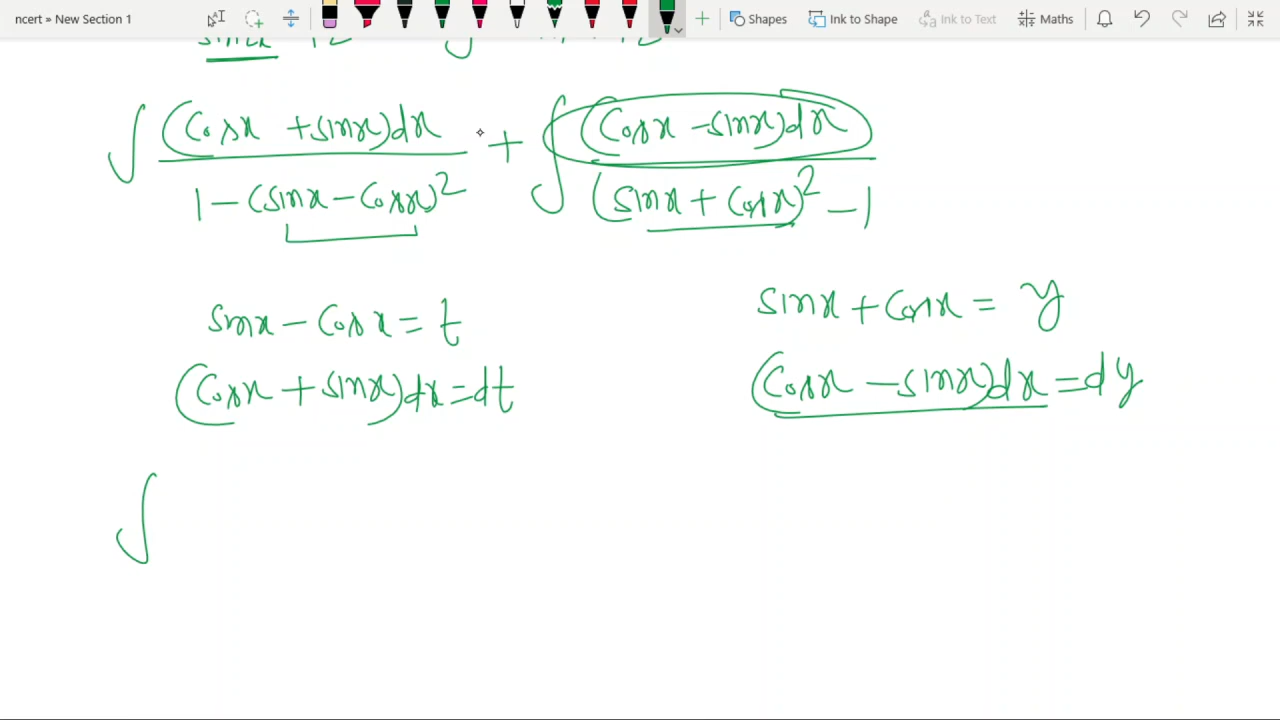 ncert » New Section 1 Shapes Ink to Shape Ink to Text Maths
∫ (Cosx + sinx)dx / 1 - (sinx - Cosx)² + ∫ (Cosx - sinx)dx / (sinx + Cosx)² - 1
sinx - Cosx = t sinx + Cosx = y
(Cosx + sinx)dx = dt (Cosx - sinx)dx = dy
∫